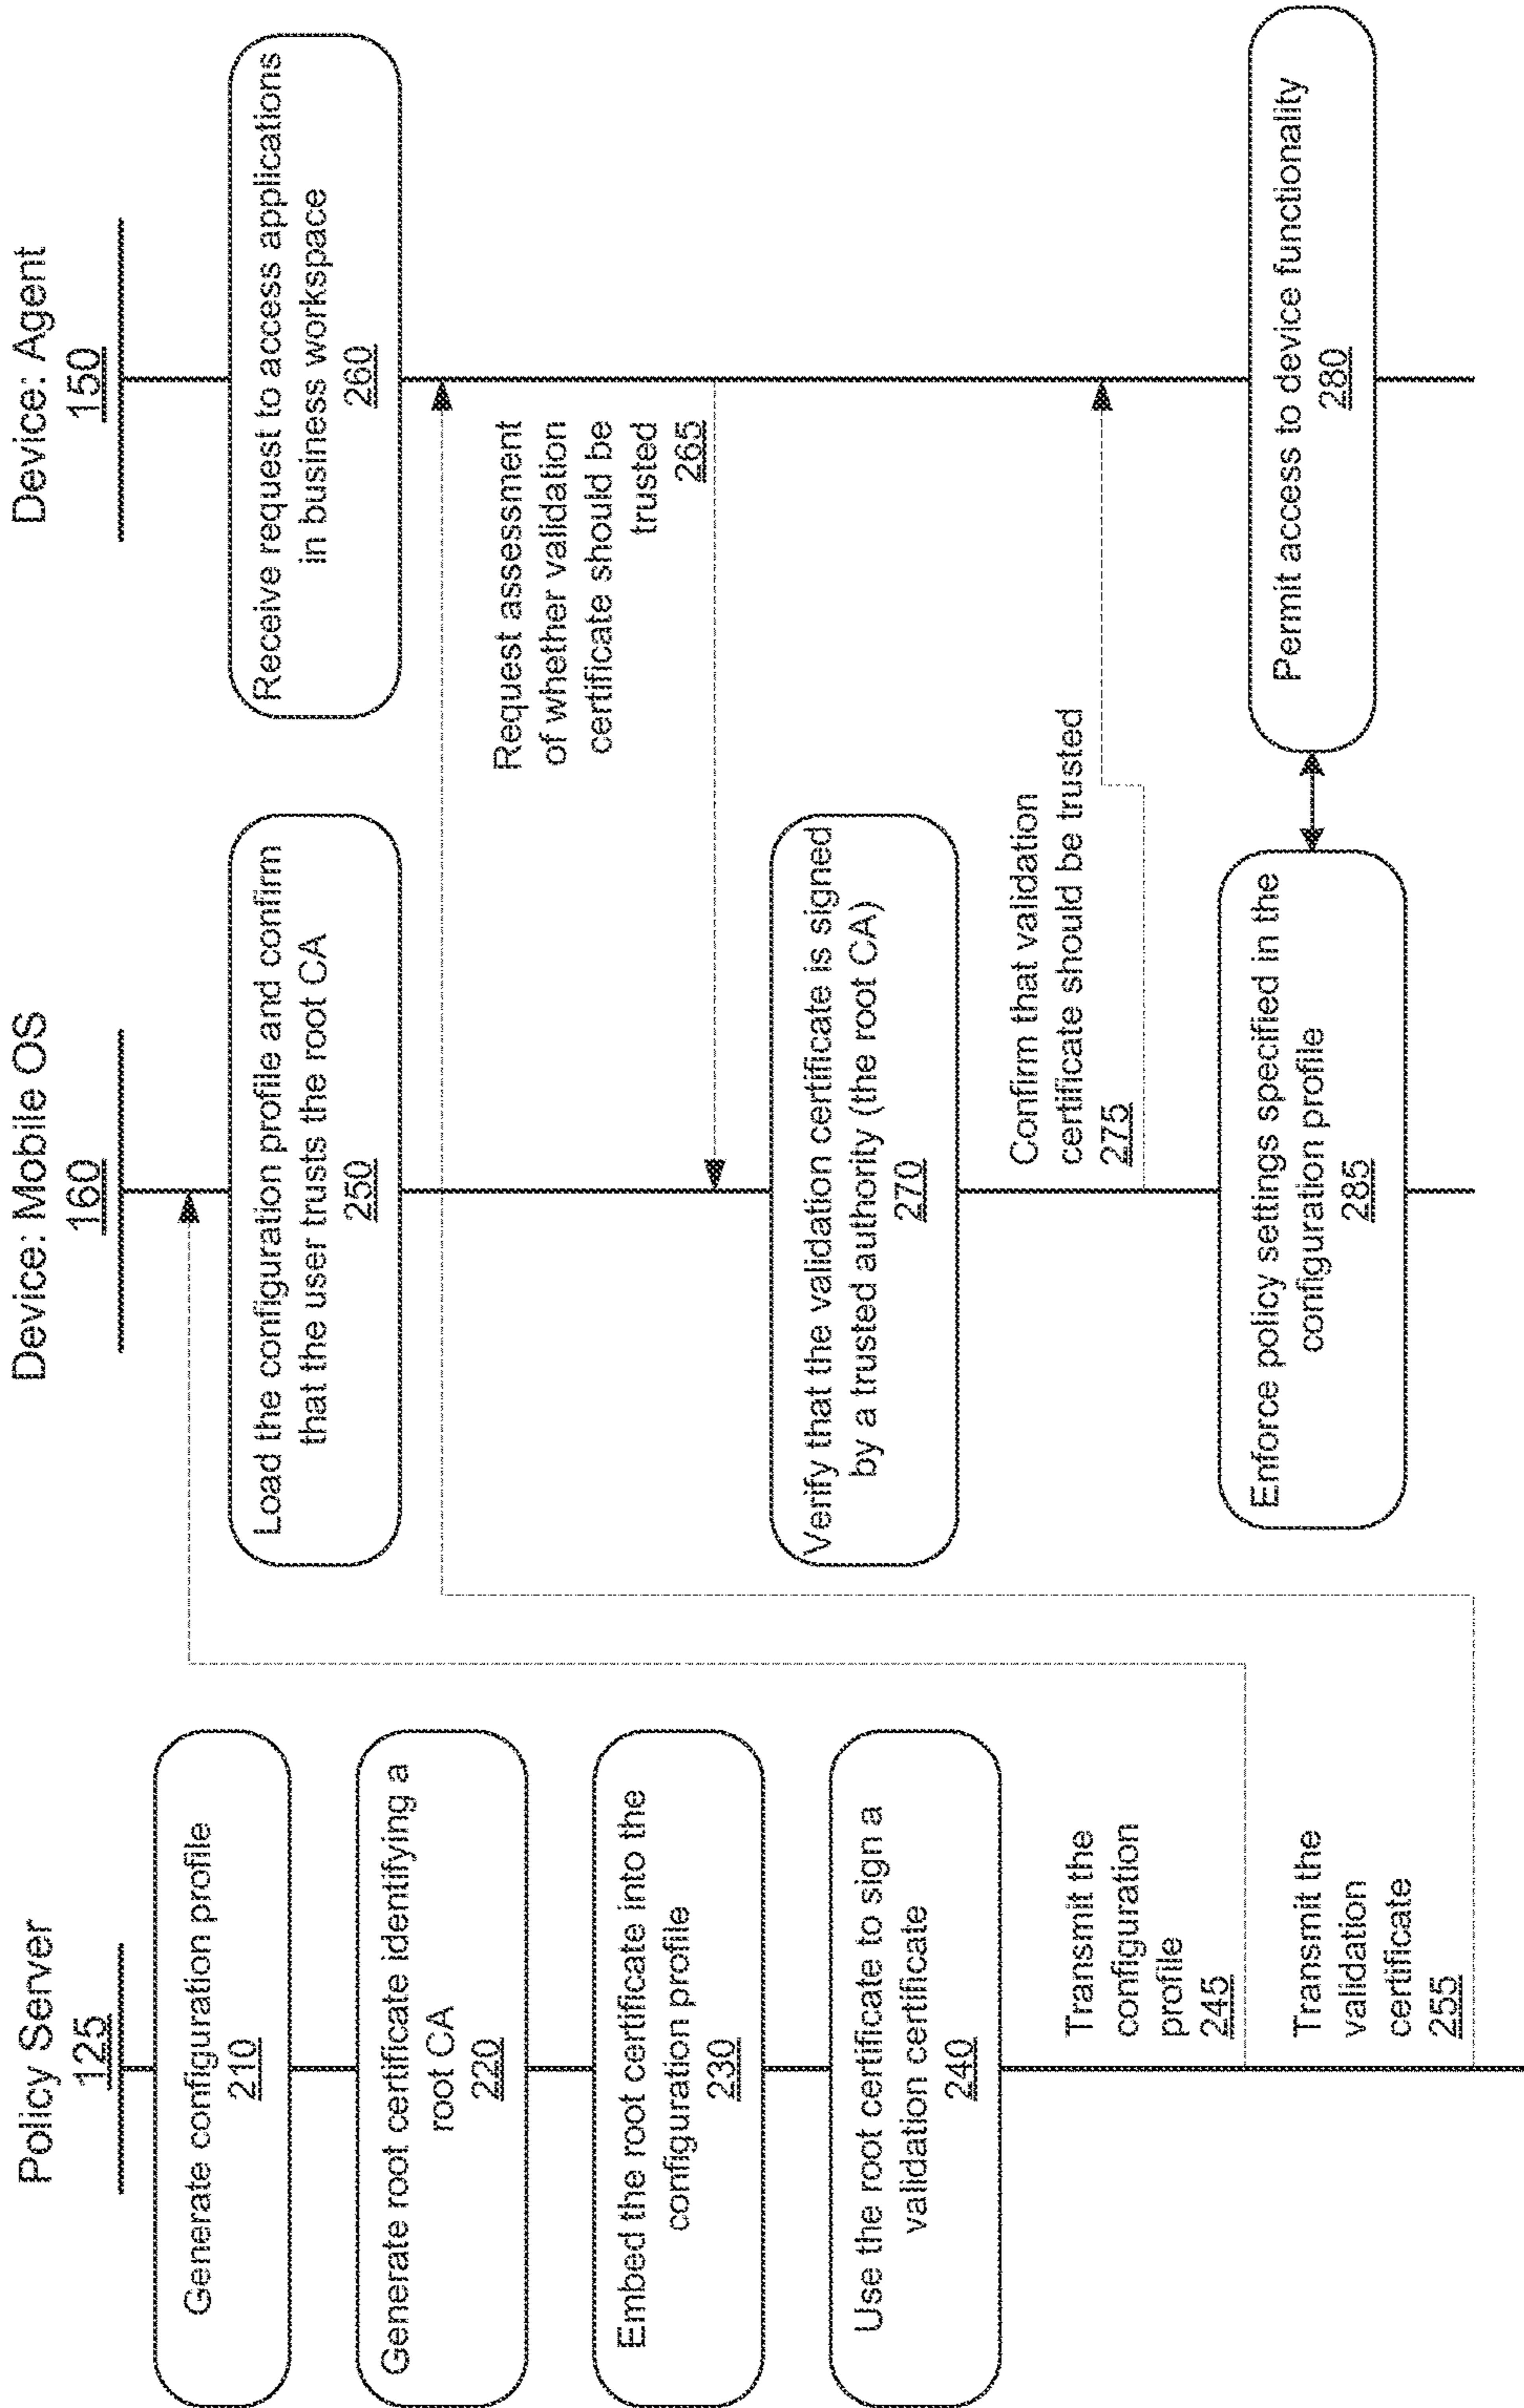 Policy Server
125
Generate configuration profile
210
Generate root certificate identifying a
root CA
220
Embed the root certificate into the
configuration profile
230
Use the root certificate to sign a
validation certificate
240
Transmit the
configuration
profile
245
Transmit the
validation
certificate
255
Device: Mobile OS
160
Load the configuration profile and confirm
that the user trusts the root CA
250
Verify that the validation certificate is signed
by a trusted authority (the root CA)
270
Confirm that validation
certificate should be trusted
275
Enforce policy settings specified in the
configuration profile
285
Device: Agent
150
Receive request to access applications
in business workspace
260
Request assessment
of whether validation
certificate should be
trusted
265
Permit access to device functionality
280